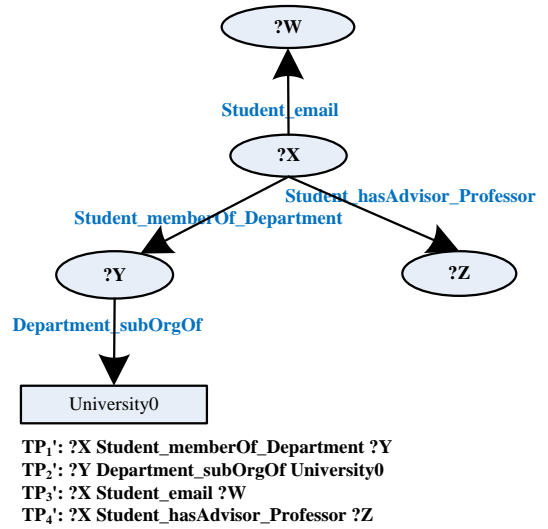 ?W
Student_email
?X
Student_hasAdvisor_Professor
Student_memberOf_Department
?Y
?Z
Department_subOrgOf
University0
TP₁': ?X Student_memberOf_Department ?Y
TP₂': ?Y Department_subOrgOf University0
TP₃': ?X Student_email ?W
TP₄': ?X Student_hasAdvisor_Professor ?Z